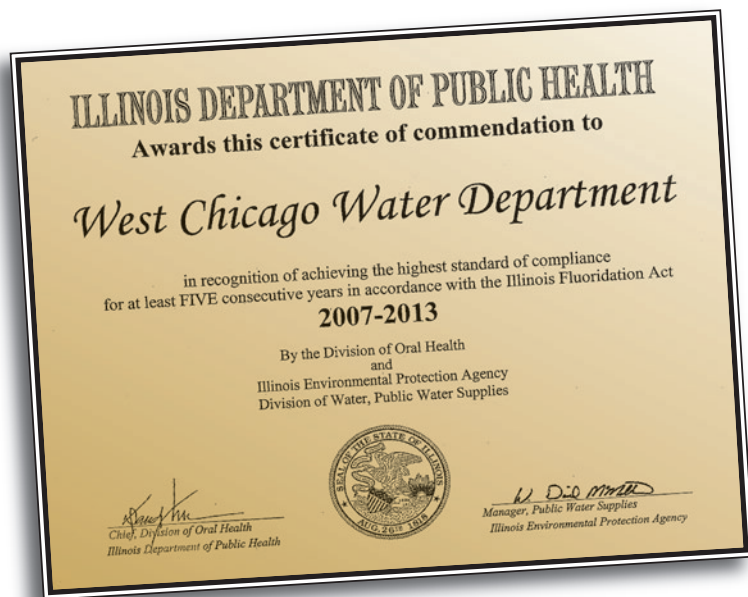 ILLINOIS DEPARTMENT OF PUBLIC HEALTH
Awards this certificate of commendation to
West Chicago Water Department
in recognition of achieving the highest standard of compliance
for at least FIVE consecutive years in accordance with the Illinois Fluoridation Act
2007-2013
By the Division of Oral Health
and
Illinois Environmental Protection Agency
Division of Water, Public Water Supplies
SEAL OF THE STATE OF ILLINOIS
AUG. 26TH 1818
Chief, Division of Oral Health
Illinois Department of Public Health
Manager, Public Water Supplies
Illinois Environmental Protection Agency